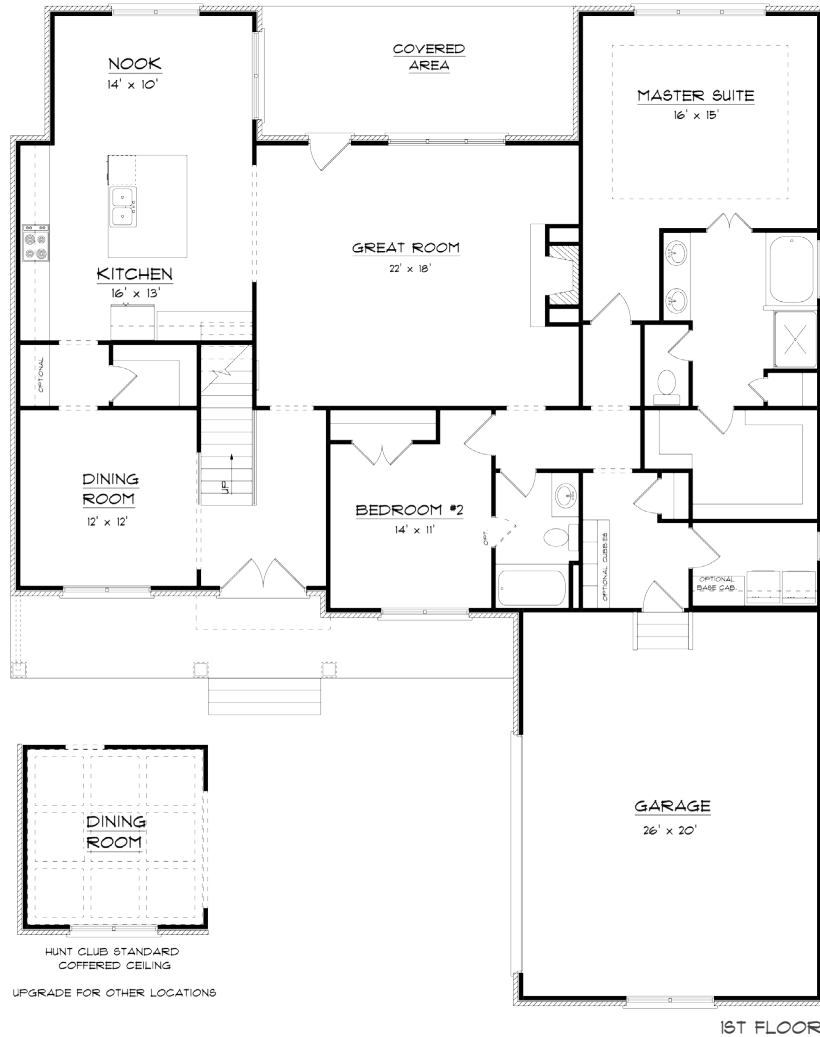 NOOK
14' x 10'
COVERED
AREA
MASTER SUITE
16' x 15'
GREAT ROOM
22' x 18'
KITCHEN
16' x 13'
OPTIONAL
DINING
ROOM
12' x 12'
UP
BEDROOM #2
14' x 11'
OPT.
OPTIONAL CUBBIES
OPTIONAL
BASE CAB.
GARAGE
26' x 20'
DINING
ROOM
HUNT CLUB STANDARD
COFFERED CEILING
UPGRADE FOR OTHER LOCATIONS
1ST FLOOR